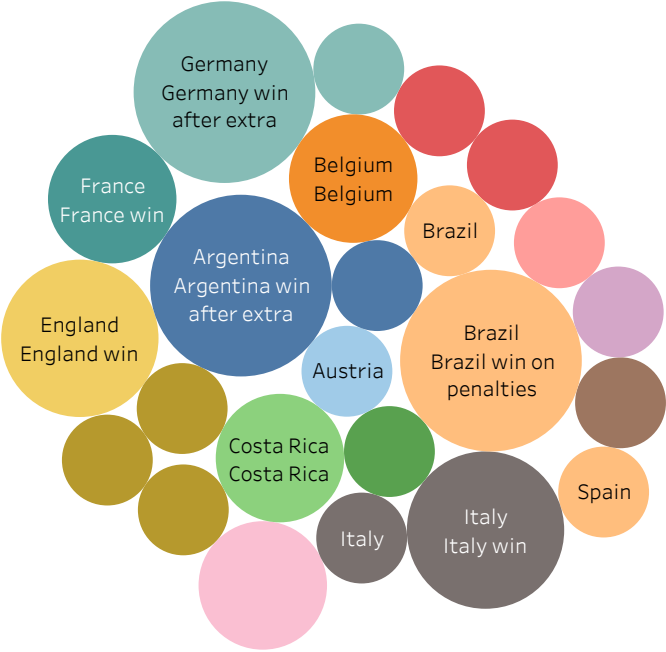 Germany
Germany win
after extra
Belgium
Belgium
France
France win
Brazil
Argentina
Argentina win
after extra
England
England win
Brazil
Brazil win on
penalties
Austria
Costa Rica
Costa Rica
Spain
Italy
Italy win
Italy